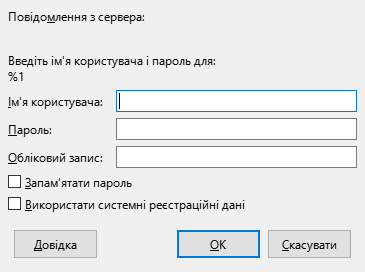 Повідомлення з сервера:
Введіть ім'я користувача і пароль для:
%1
Ім'я користувача:
Пароль:
Обліковий запис:
Запам'ятати пароль
Використати системні реєстраційні дані
Довідка ОК Скасувати